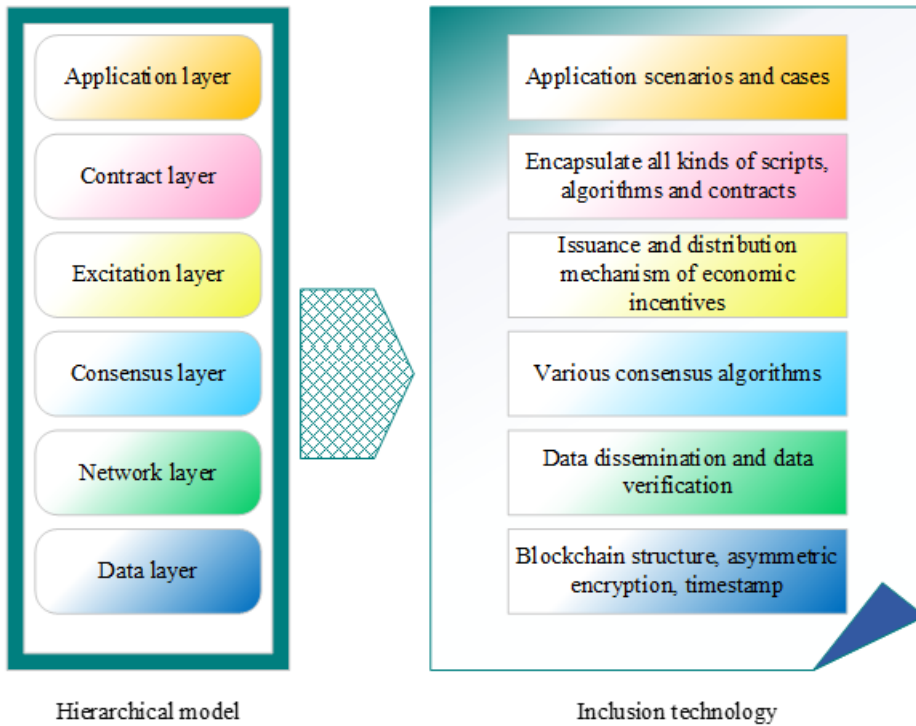 Application layer
Contract layer
Excitation layer
Consensus layer
Network layer
Data layer
Hierarchical model
Application scenarios and cases
Encapsulate all kinds of scripts,
algorithms and contracts
Issuance and distribution
mechanism of economic
incentives
Various consensus algorithms
Data dissemination and data
verification
Blockchain structure, asymmetric
encryption, timestamp
Inclusion technology